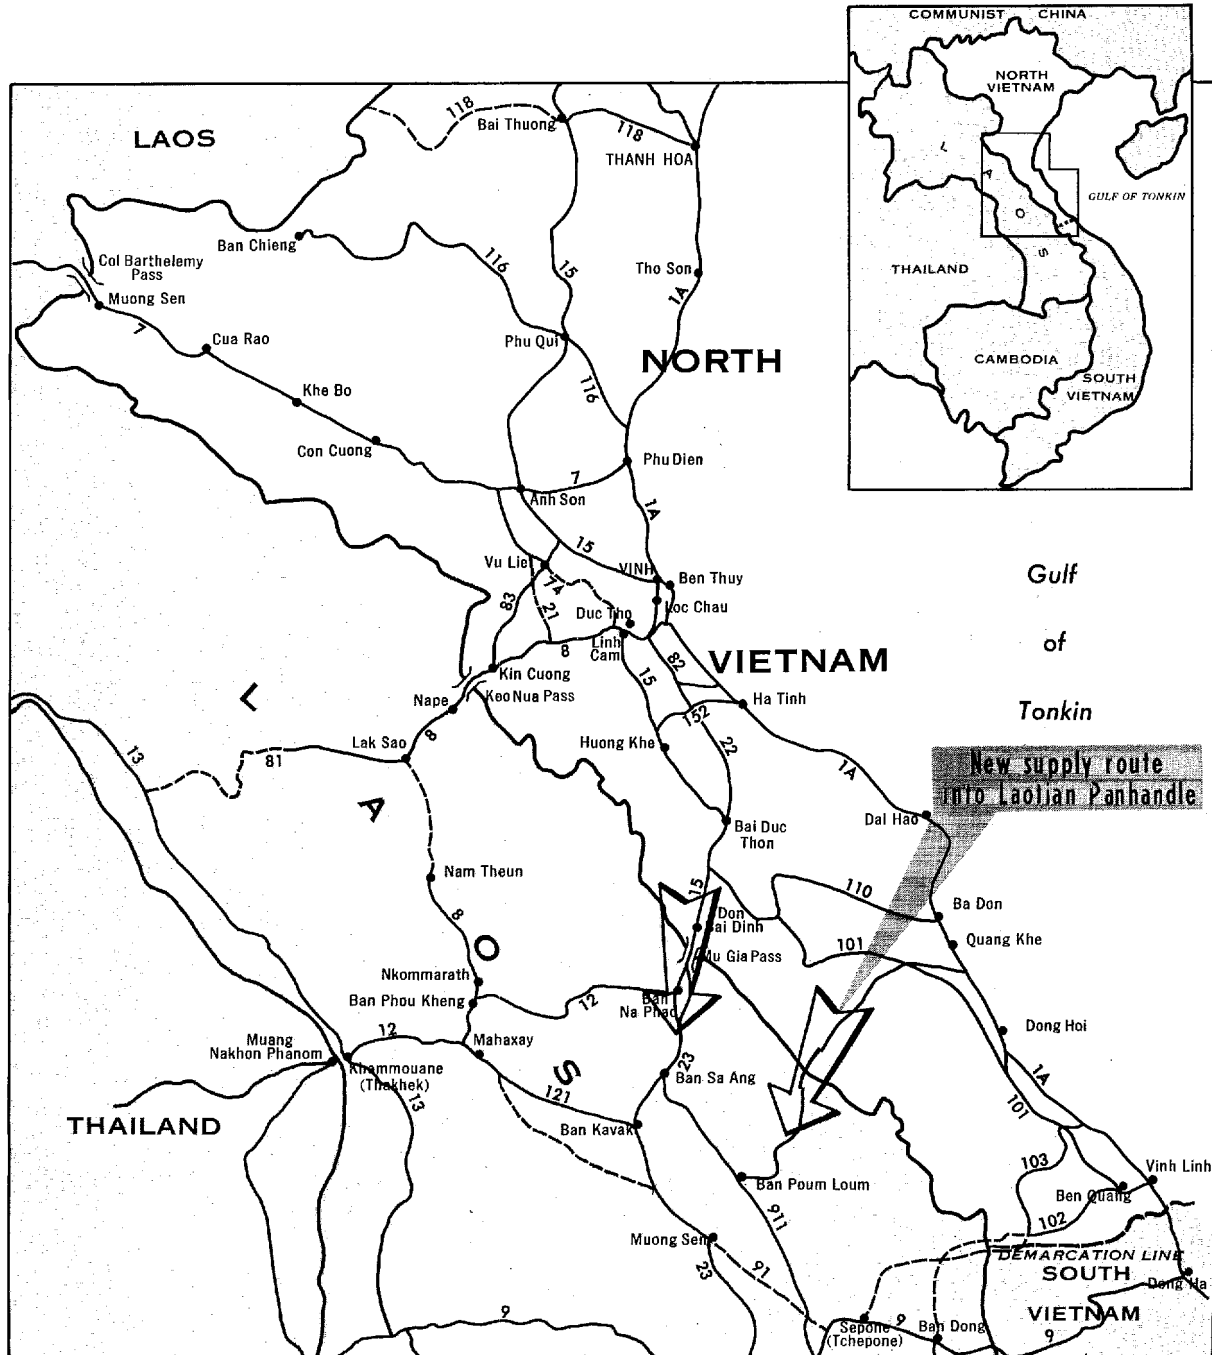 COMMUNIST CHINA
NORTH
VIETNAM
L
A
O
S
GULF OF TONKIN
THAILAND
CAMBODIA
SOUTH
VIETNAM
LAOS
118
Bai Thuong
118
THANH HOA
Ban Chieng
116
15
Tho Son
1A
Col Barthelemy
Pass
Muong Sen
7
Cua Rao
Phu Qui
NORTH
116
Khe Bo
Con Cuong
7
Phu Dien
Anh Son
1A
15
Vu Liet
VINH
Ben Thuy
74
83
21
Duc Tho
Loc Chau
Linh
Cam
8
82
VIETNAM
Gulf
of
Tonkin
Kin Cuong
15
Nape
Keo Nua Pass
Ha Tinh
152
L
8
Lak Sao
Huong Khe
22
13
81
1A
New supply route
into Laotian Panhandle
A
Dal Hao
Bai Duc
Thon
Nam Theun
15
110
8
Don
Bai Dinh
Ba Don
O
101
Quang Khe
Mu Gia Pass
Nkommarath
Ban Phou Kheng
12
Ban
Na Phao
Dong Hoi
12
Mahaxay
Muang
Nakhon Phanom
Khammouane
(Thakhek)
S
23
Ban Sa Ang
1A
13
121
101
THAILAND
Ban Kavak
103
Vinh Linh
Ban Poum Loum
Ben Quang
911
102
Muong Sen
DEMARCATION LINE
23
91
SOUTH
Dong Ha
VIETNAM
9
Sepone
(Tchepone)
9
Ban Dong
9